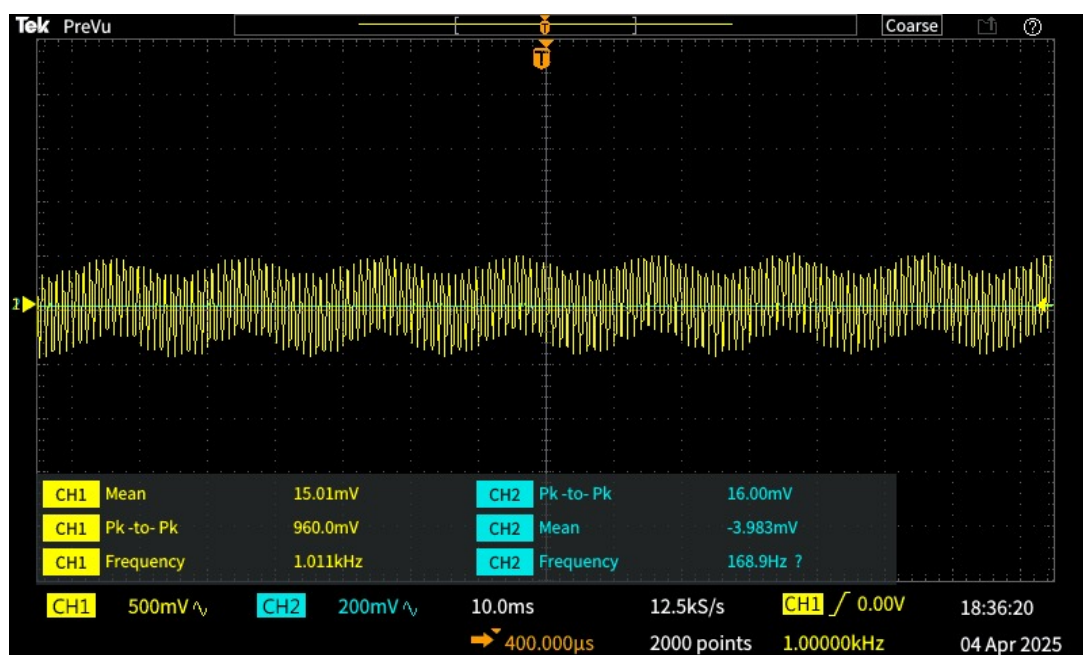 Tek PreVu Coarse ?
T
T
1
CH1 Mean 15.01mV CH2 Pk -to- Pk 16.00mV
CH1 Pk -to- Pk 960.0mV CH2 Mean -3.983mV
CH1 Frequency 1.011kHz CH2 Frequency 168.9Hz ?
CH1 500mV CH2 200mV 10.0ms 12.5kS/s CH1 0.00V 18:36:20
400.000µs 2000 points 1.00000kHz 04 Apr 2025